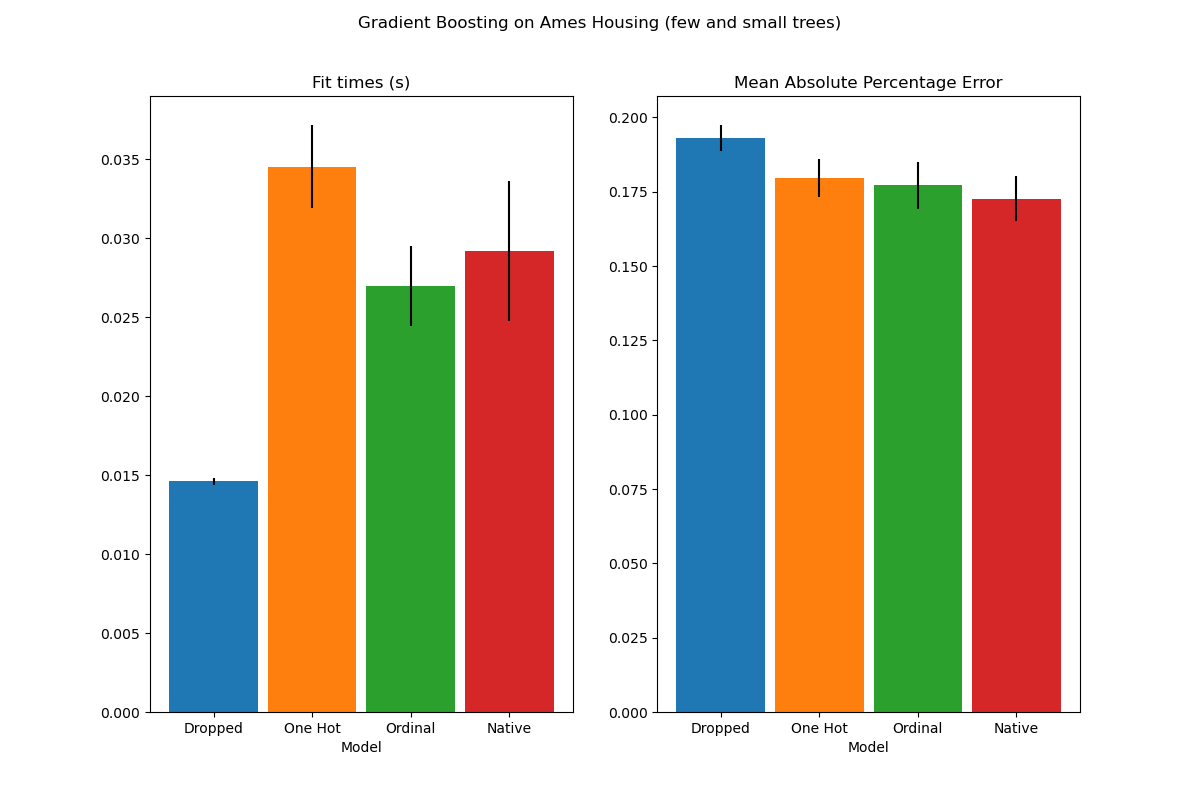 Gradient Boosting on Ames Housing (few and small trees)
Fit times (s)
0.035
0.030
0.025
0.020
0.015
0.010
0.005
0.000
Dropped One Hot Ordinal Native
Model
Mean Absolute Percentage Error
0.200
0.175
0.150
0.125
0.100
0.075
0.050
0.025
0.000
Dropped One Hot Ordinal Native
Model